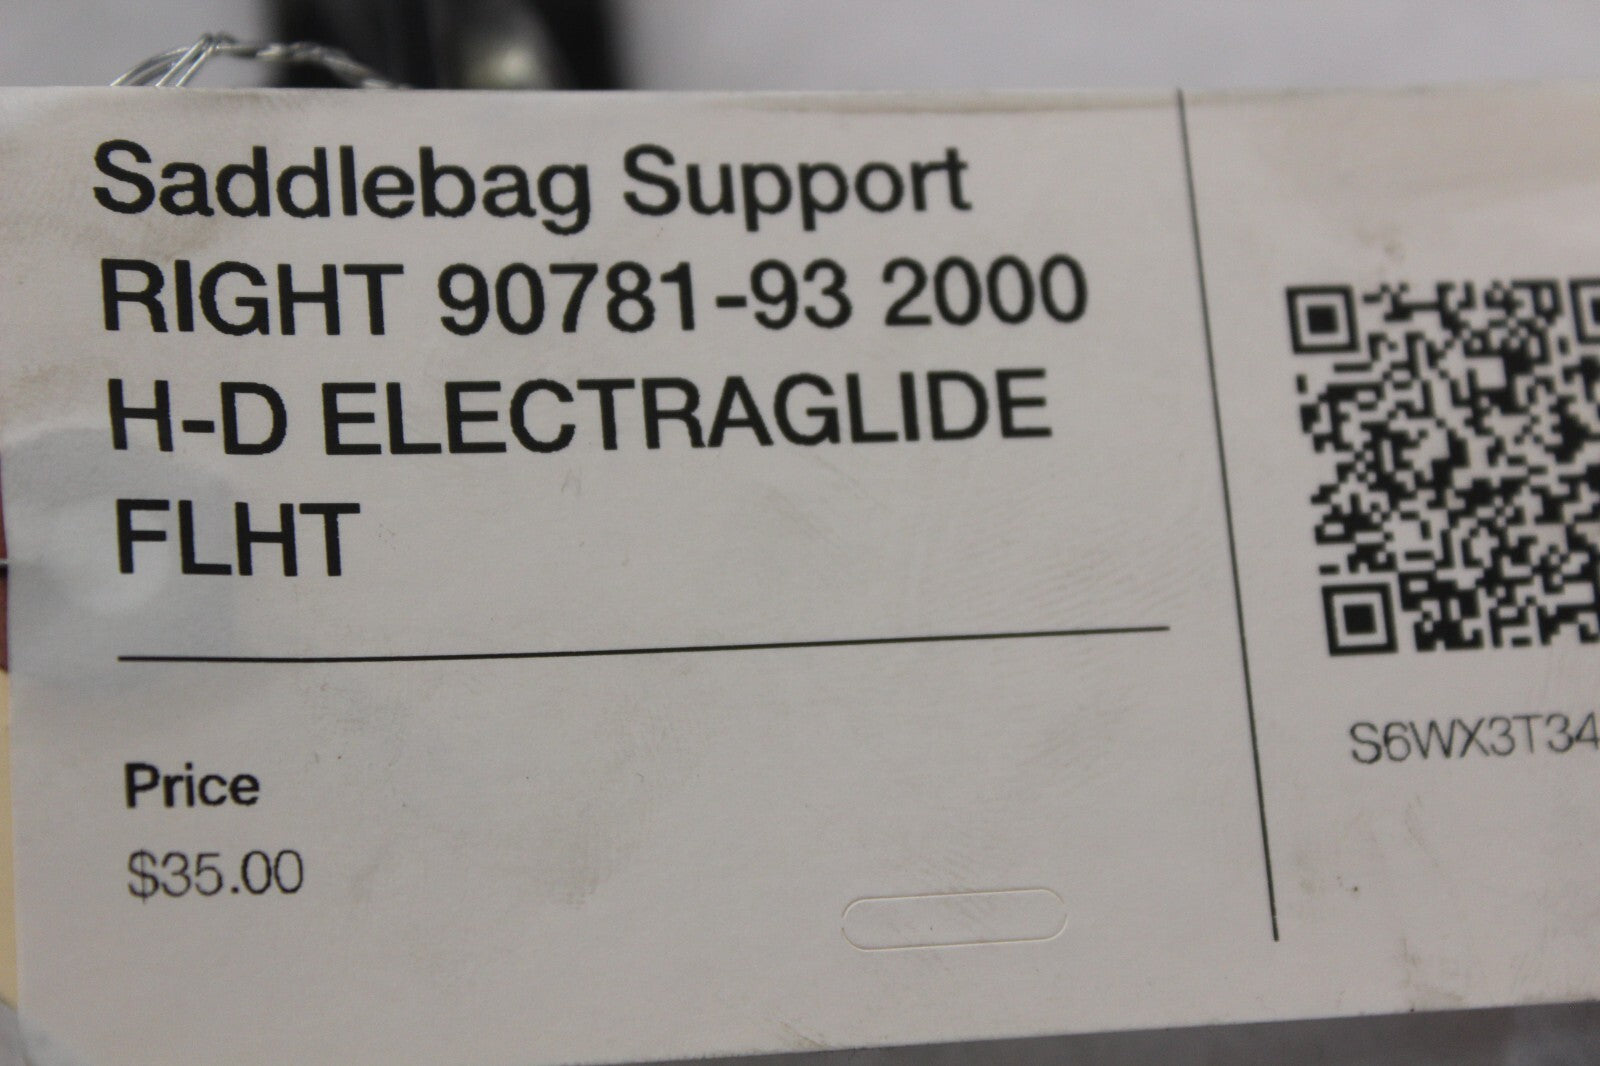 Saddlebag Support
RIGHT 90781-93 2000
H-D ELECTRAGLIDE
FLHT
Price
$35.00
S6WX3T34